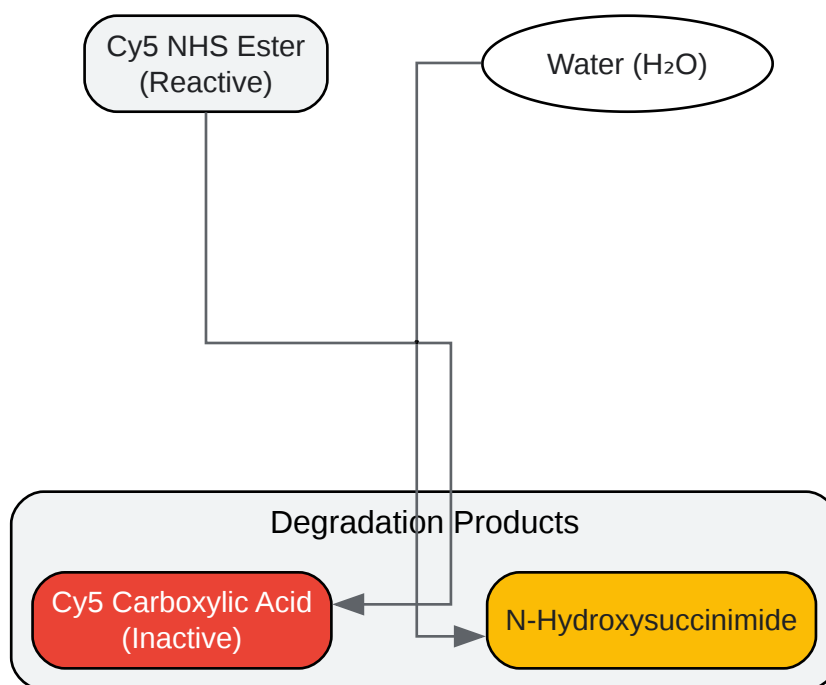 Cy5 NHS Ester
(Reactive)
Water (H₂O)
Degradation Products
Cy5 Carboxylic Acid
(Inactive)
N-Hydroxysuccinimide